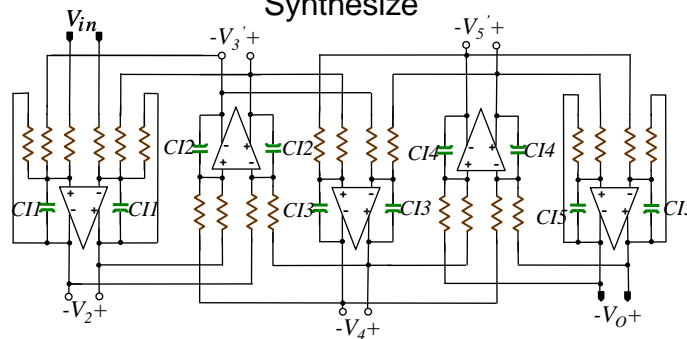 Synthesize
Vin
-V3'+
-V5'+
CI2
CI2
CI4
CI4
CI1
CI1
CI3
CI3
CI5
-V2+
-V4+
-VO+